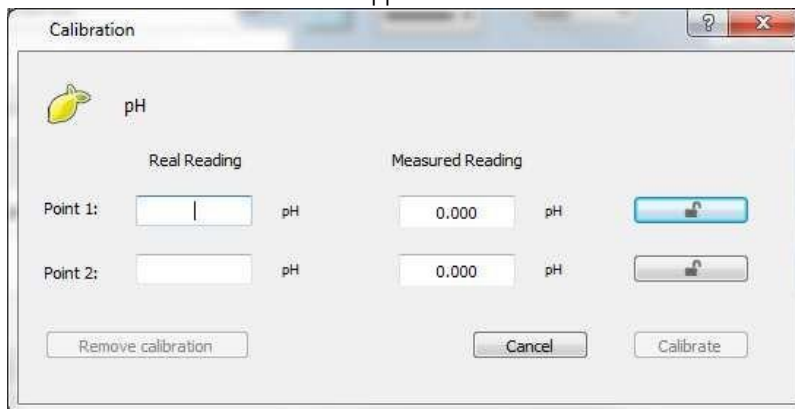 Calibration
?
X
pH
Real Reading Measured Reading
Point 1: pH 0.000 pH
Point 2: pH 0.000 pH
Remove calibration Cancel Calibrate